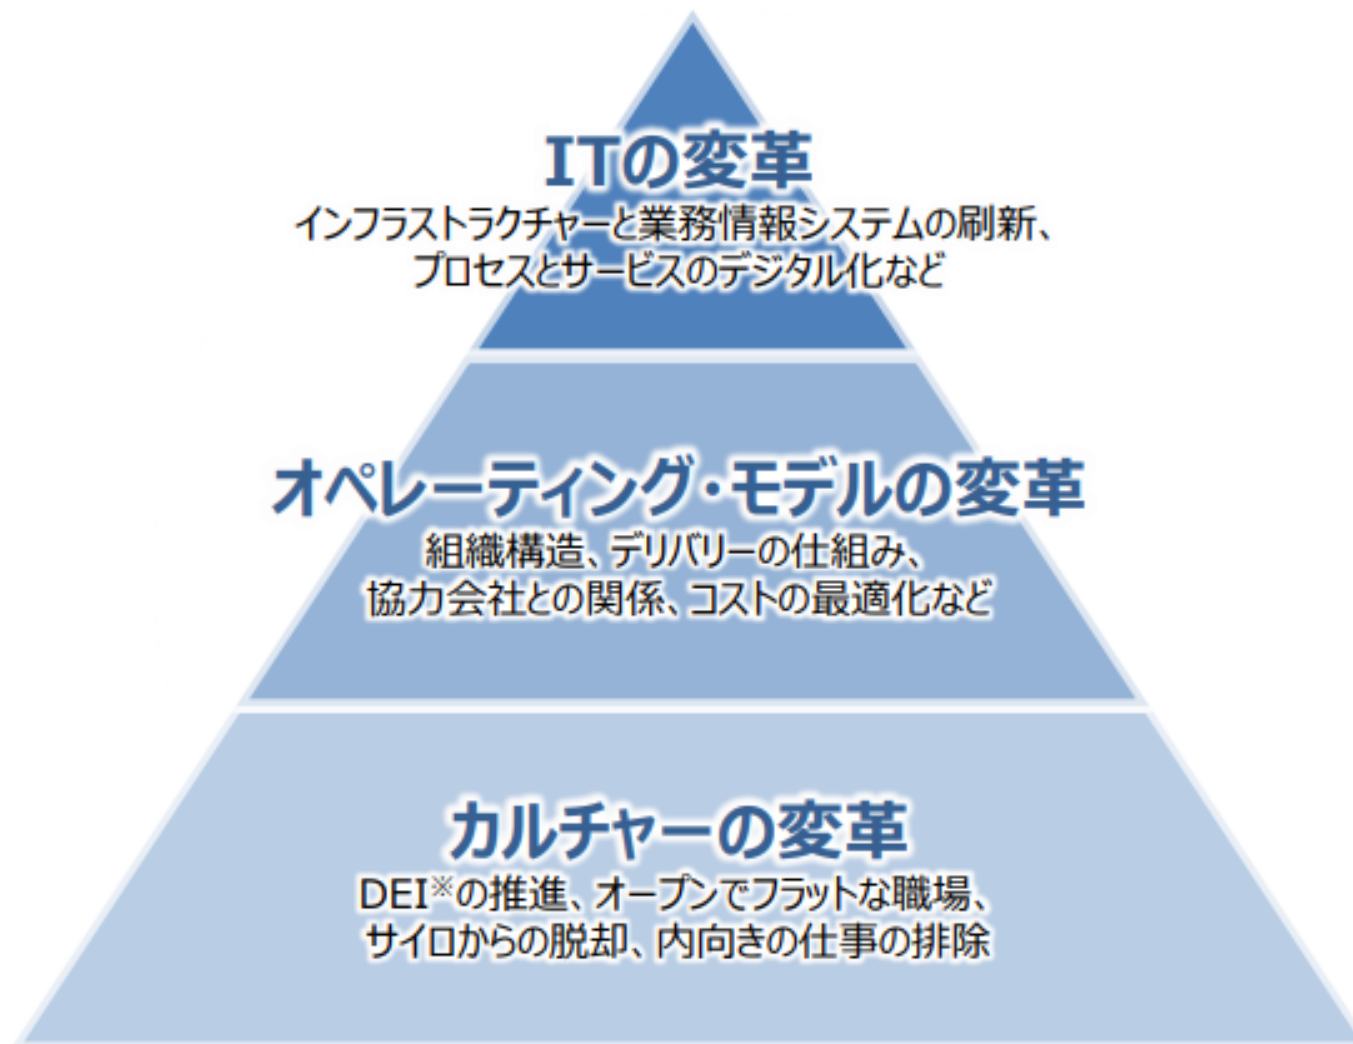 ITの変革
インフラストラクチャーと業務情報システムの刷新、
プロセスとサービスのデジタル化など
オペレーティング・モデルの変革
組織構造、デリバリーの仕組み、
協力会社との関係、コストの最適化など
カルチャーの変革
DEI※の推進、オープンでフラットな職場、
サイロからの脱却、内向きの仕事の排除